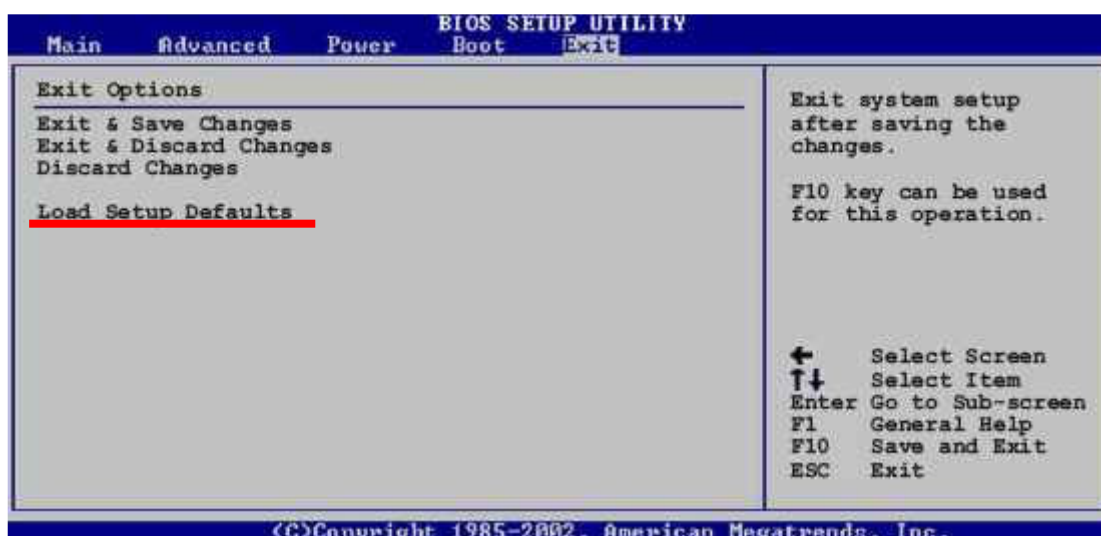 BIOS SETUP UTILITY
Main Advanced Power Boot Exit
Exit Options
Exit & Save Changes
Exit & Discard Changes
Discard Changes
Load Setup Defaults
Exit system setup
after saving the
changes.
F10 key can be used
for this operation.
← Select Screen
↑↓ Select Item
Enter Go to Sub-screen
F1 General Help
F10 Save and Exit
ESC Exit
(C)Copyright 1985-2002, American Megatrends, Inc.